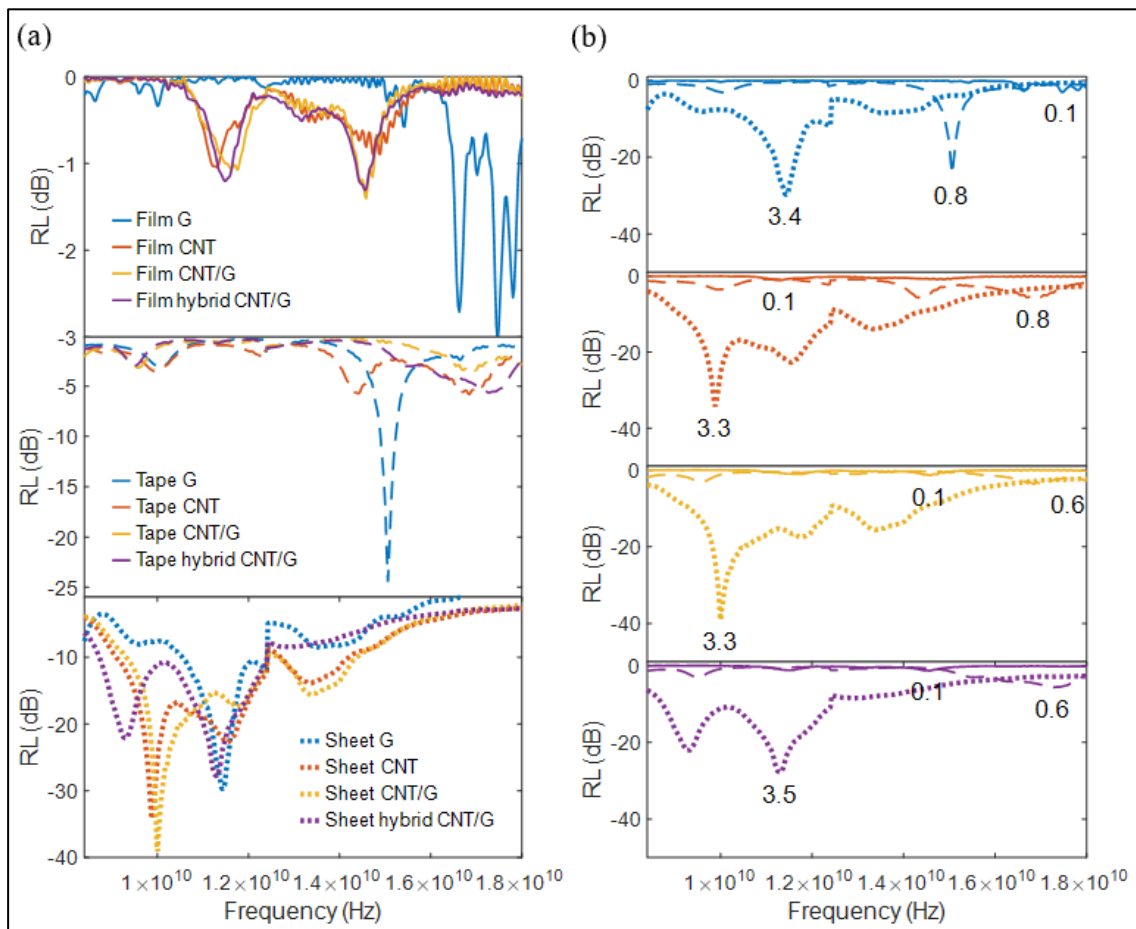 (a)
0
-1
-2
-3
RL (dB)
Film G
Film CNT
Film CNT/G
Film hybrid CNT/G
-5
-10
-15
-20
-25
RL (dB)
Tape G
Tape CNT
Tape CNT/G
Tape hybrid CNT/G
-10
-20
-30
-40
RL (dB)
Sheet G
Sheet CNT
Sheet CNT/G
Sheet hybrid CNT/G
1×10¹⁰ 1.2×10¹⁰ 1.4×10¹⁰ 1.6×10¹⁰ 1.8×10¹⁰
Frequency (Hz)
(b)
0
-20
-40
RL (dB)
0.1
3.4
0.8
0
-20
-40
RL (dB)
0.1
0.8
3.3
0
-20
-40
RL (dB)
0.1
0.6
3.3
0
-20
-40
RL (dB)
0.1
0.6
3.5
1×10¹⁰ 1.2×10¹⁰ 1.4×10¹⁰ 1.6×10¹⁰ 1.8×10¹⁰
Frequency (Hz)